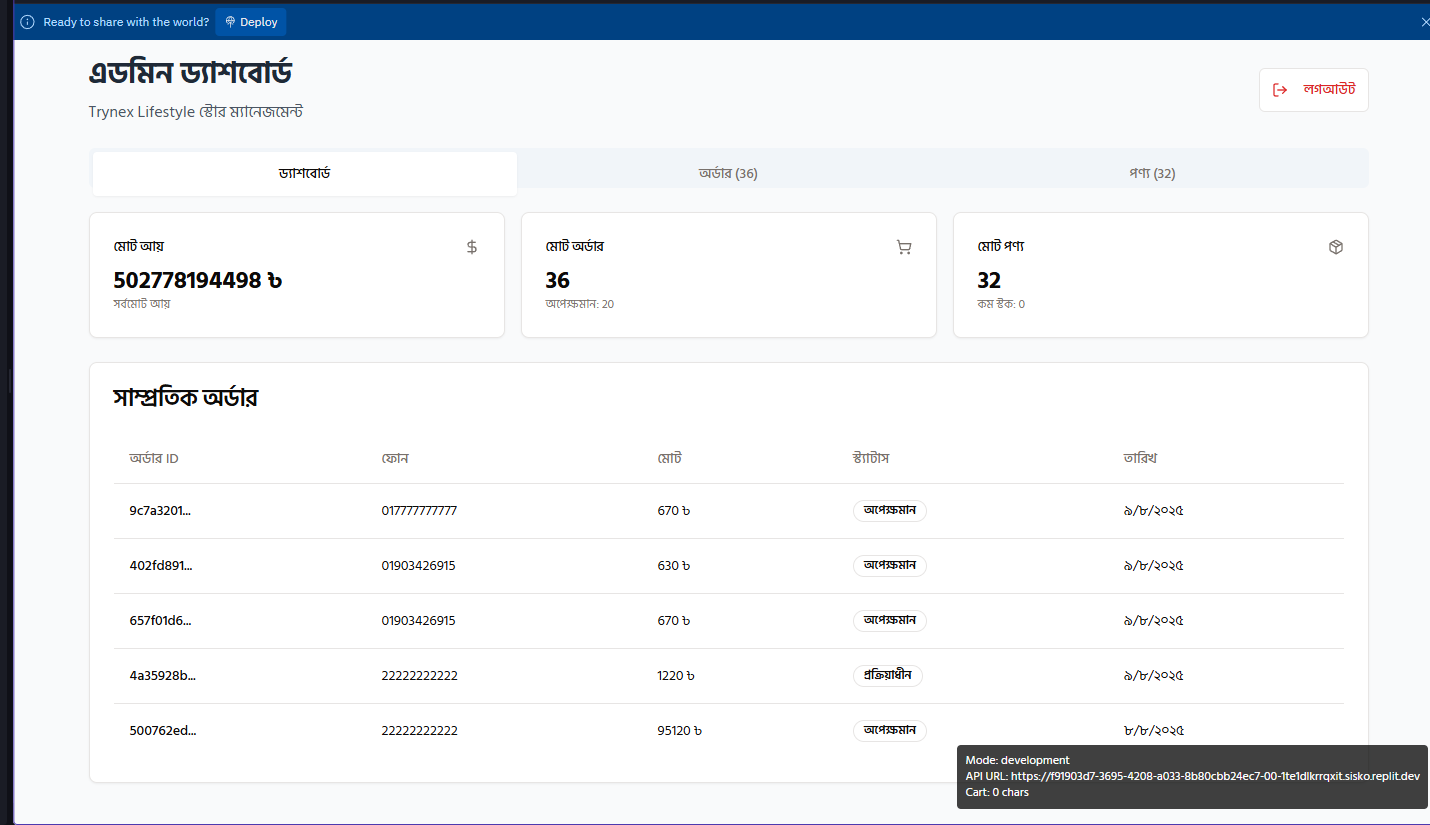 Ready to share with the world? Deploy
এডমিন ড্যাশবোর্ড
Trynex Lifestyle স্টোর ম্যানেজমেন্ট
লগআউট
ড্যাশবোর্ড অর্ডার (36) পণ্য (32)
মোট আয় $
502778194498 ৳
সর্বমোট আয়
মোট অর্ডার
36
অপেক্ষমান: 20
মোট পণ্য
32
কম স্টক: 0
সাম্প্রতিক অর্ডার
অর্ডার ID ফোন মোট স্ট্যাটাস তারিখ
9c7a3201... 017777777777 670 ৳ অপেক্ষমান ৯/৮/২০২৫
402fd891... 01903426915 630 ৳ অপেক্ষমান ৯/৮/২০২৫
657f01d6... 01903426915 670 ৳ অপেক্ষমান ৯/৮/২০২৫
4a35928b... 22222222222 1220 ৳ প্রক্রিয়াধীন ৯/৮/২০২৫
500762ed... 22222222222 95120 ৳ অপেক্ষমান ৮/৮/২০২৫
Mode: development
API URL: https://f91903d7-3695-4208-a033-8b80cbb24ec7-00-1te1dlkrrqxit.sisko.replit.dev
Cart: 0 chars